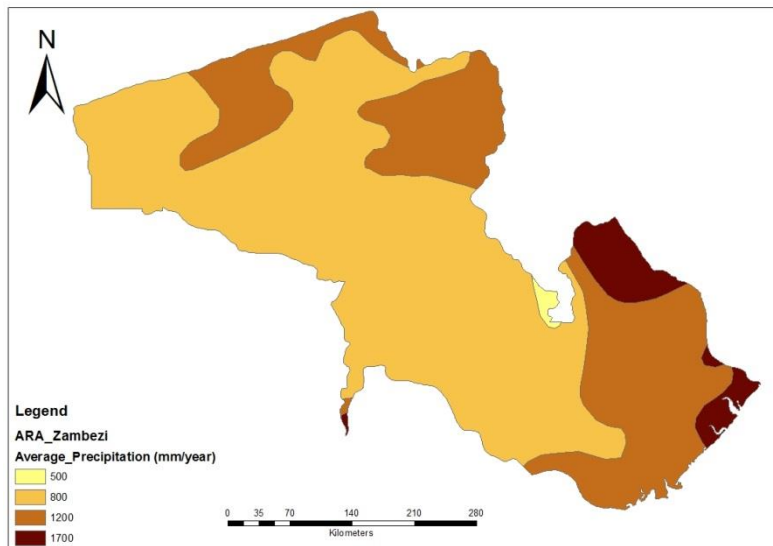 N
Legend
ARA_Zambezi
Average_Precipitation (mm/year)
500
800
1200
1700
0 35 70 140 210 280
Kilometers